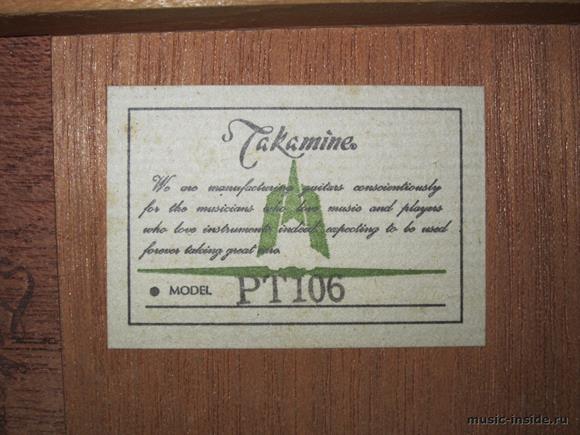 Takamine.
We are manufacturing guitars conscientiously
for the musicians who love music and players
who love instruments indeed, expecting to be used
forever taking great
MODEL PT106
music-inside.ru